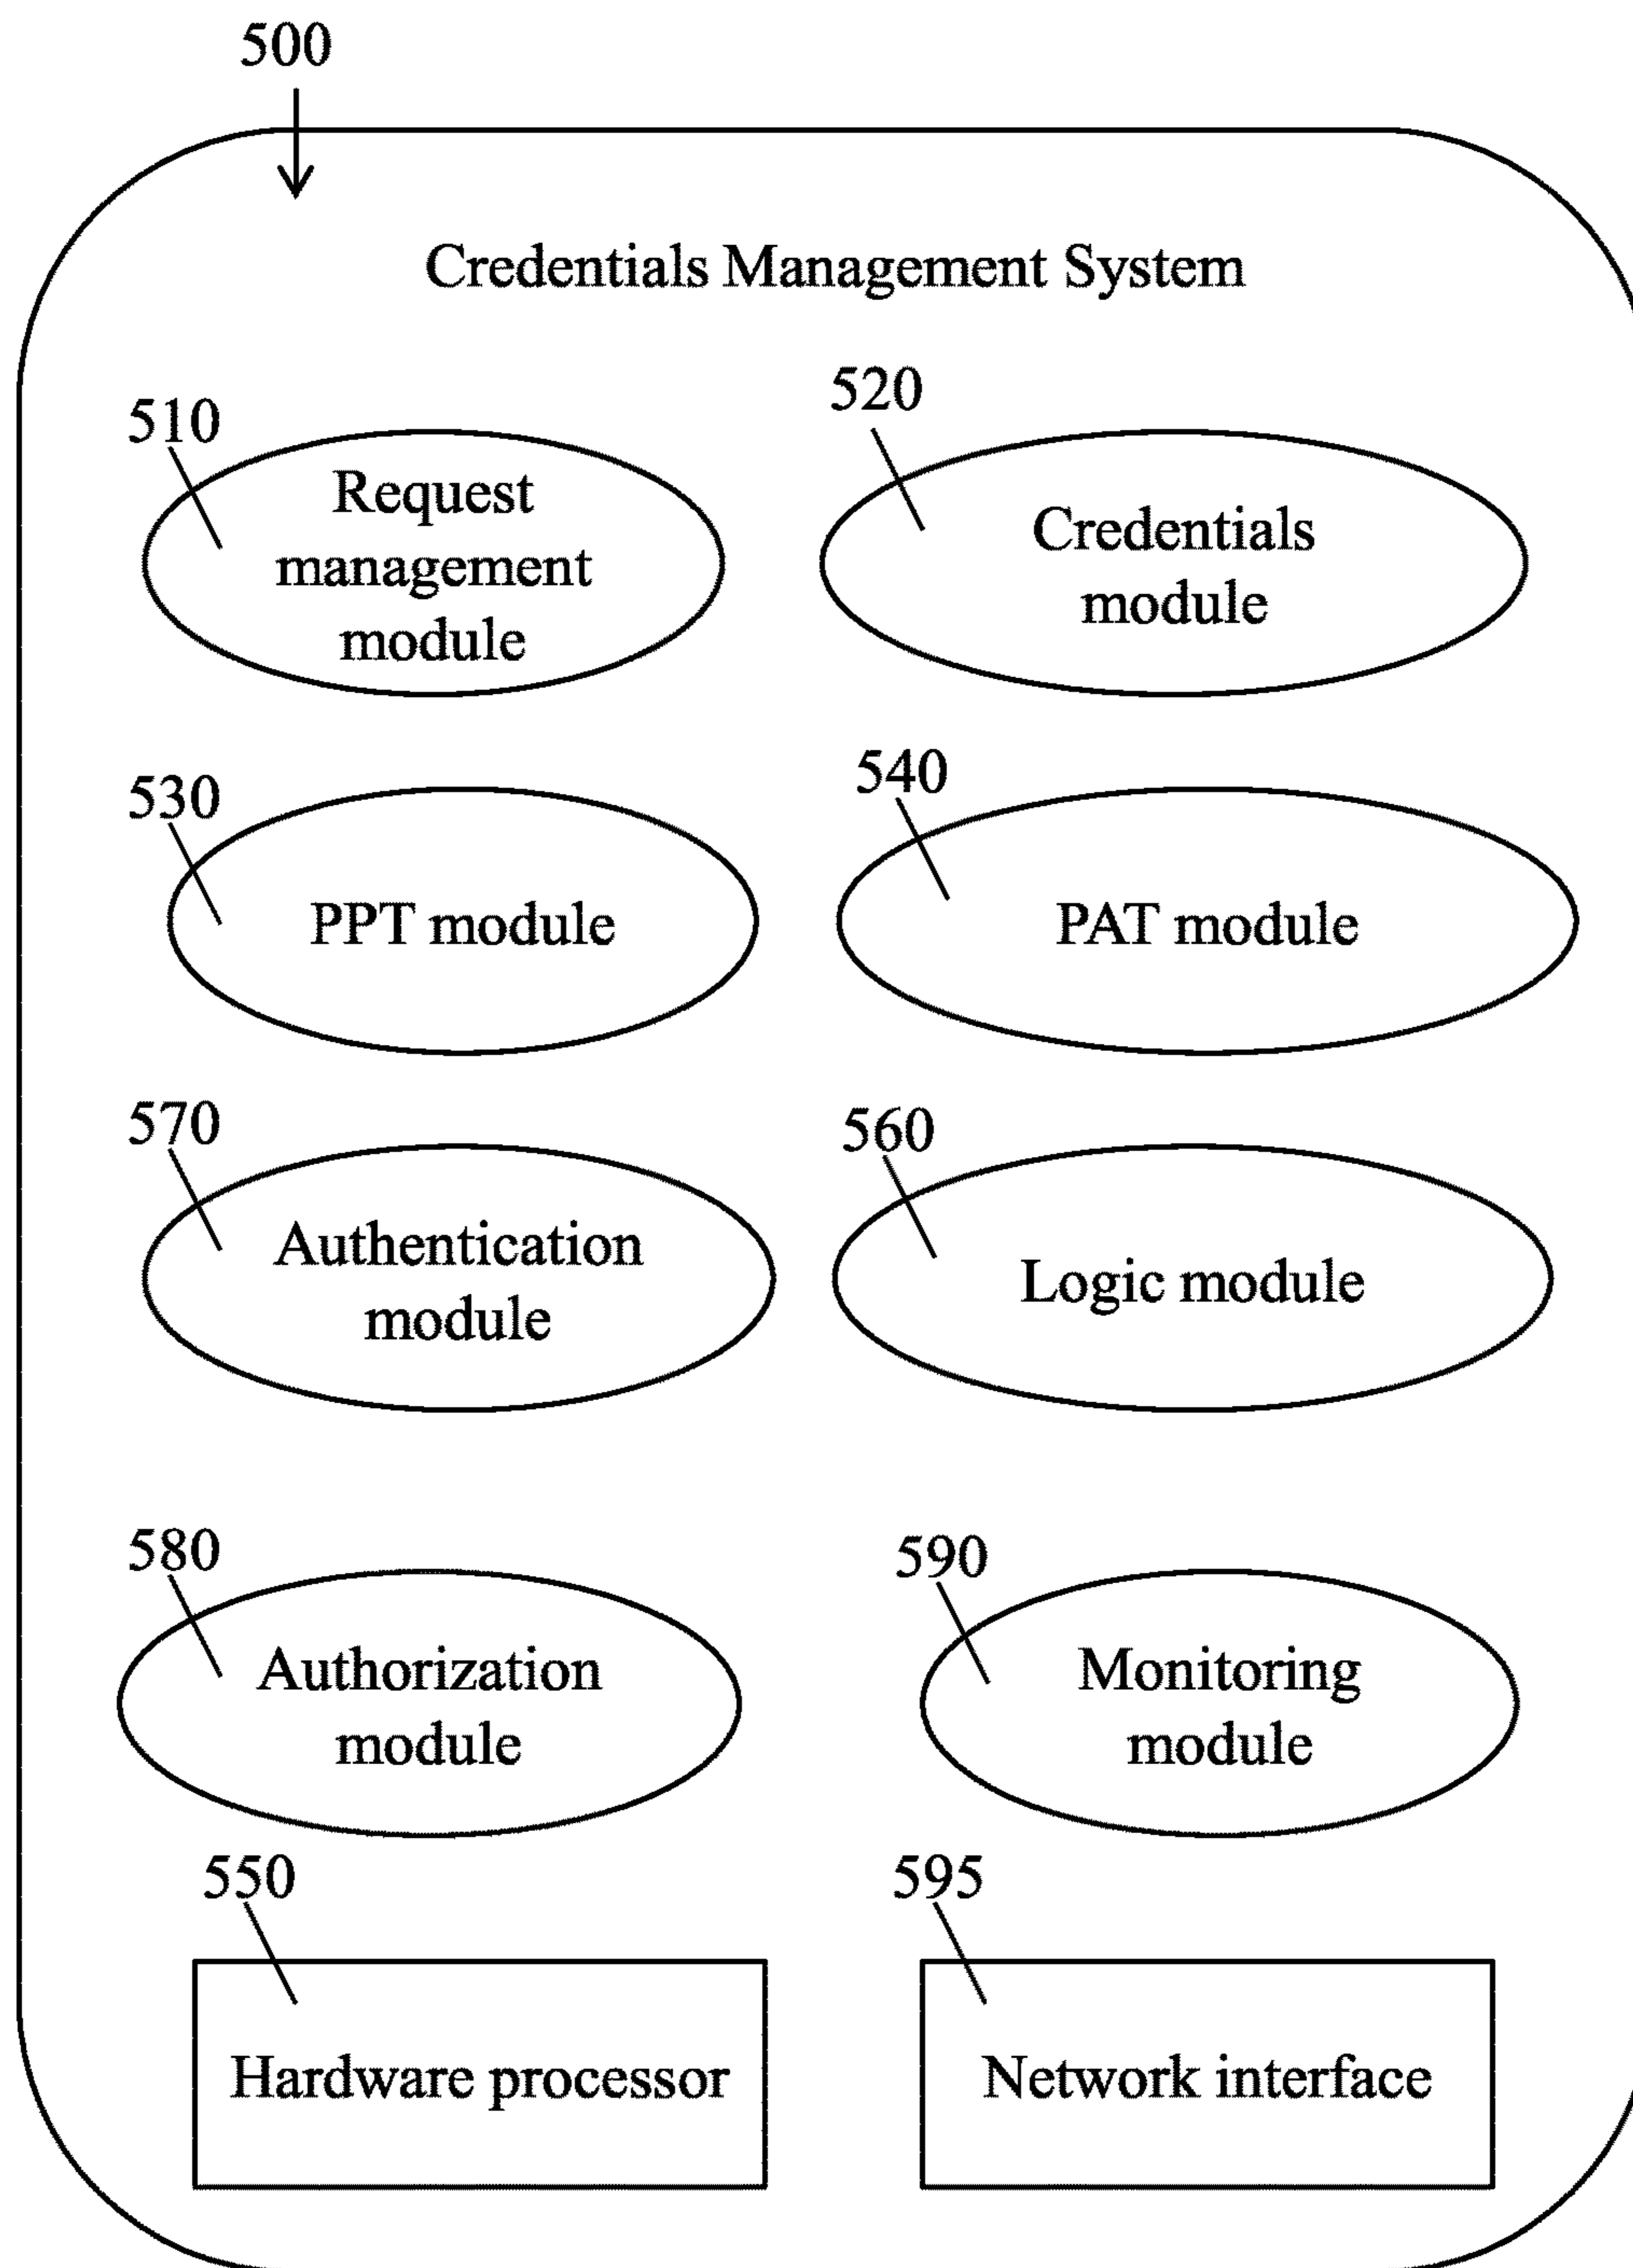 500
Credentials Management System
510
Request
management
module
520
Credentials
module
530
PPT module
540
PAT module
570
Authentication
module
560
Logic module
580
Authorization
module
590
Monitoring
module
550
Hardware processor
595
Network interface